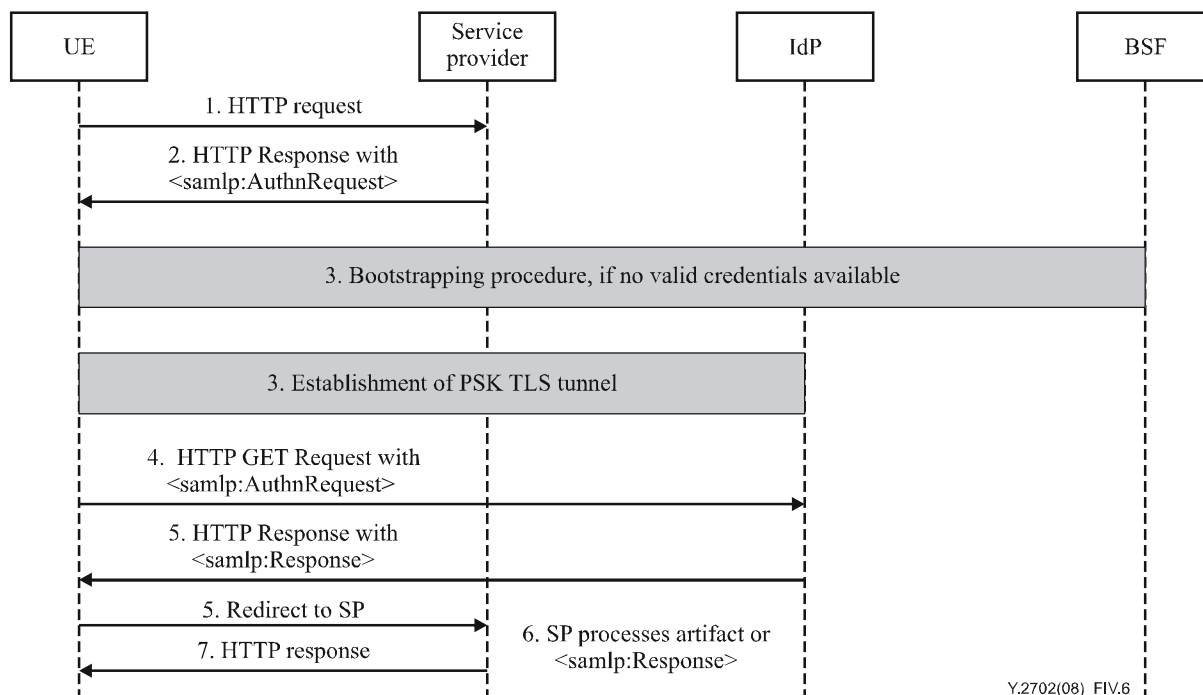 UE
Service
provider
IdP
BSF
1. HTTP request
2. HTTP Response with
<samlp:AuthnRequest>
3. Bootstrapping procedure, if no valid credentials available
3. Establishment of PSK TLS tunnel
4. HTTP GET Request with
<samlp:AuthnRequest>
5. HTTP Response with
<samlp:Response>
5. Redirect to SP
6. SP processes artifact or
<samlp:Response>
7. HTTP response
Y.2702(08)_FIV.6